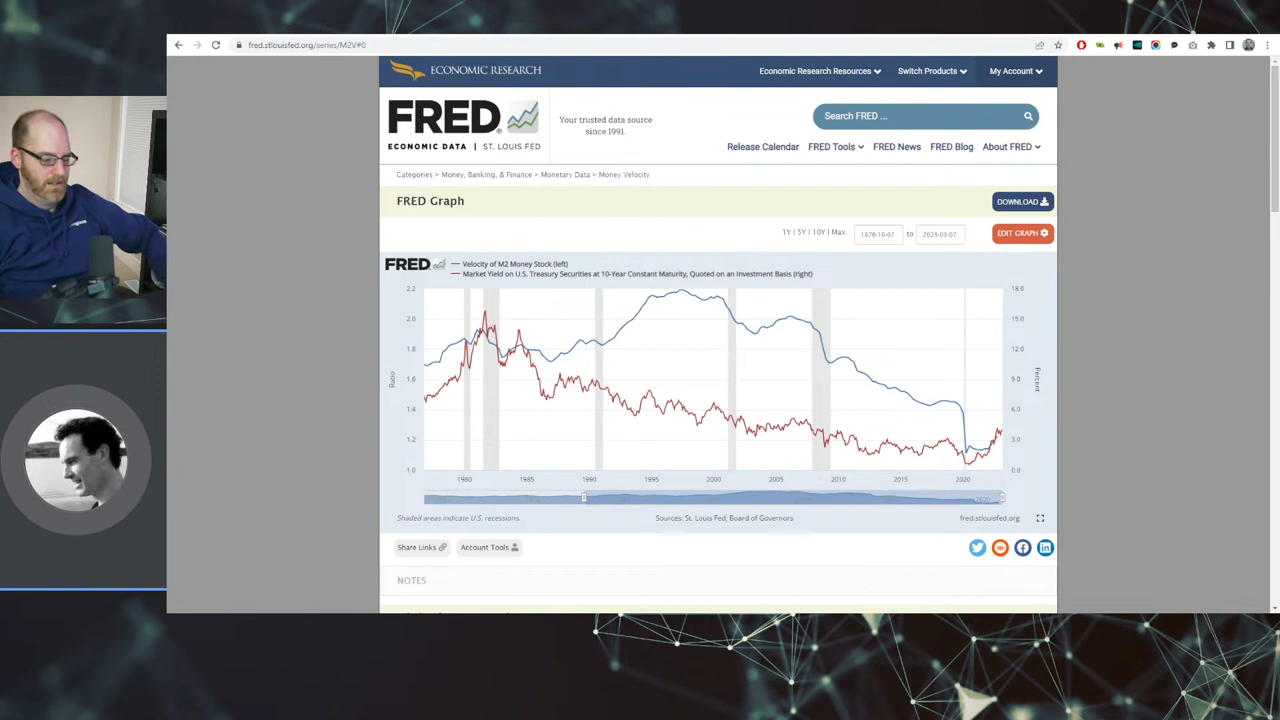 fred.stlouisfed.org/series/M2V#0
ECONOMIC RESEARCH
Economic Research Resources
Switch Products
My Account
FRED
ECONOMIC DATA | ST. LOUIS FED
Your trusted data source
since 1991.
Search FRED ...
Release Calendar
FRED Tools
FRED News
FRED Blog
About FRED
Categories > Money, Banking, & Finance > Monetary Data > Money Velocity
FRED Graph
DOWNLOAD
1Y | 5Y | 10Y | Max
1976-10-07 to 2023-03-07
EDIT GRAPH
FRED
Velocity of M2 Money Stock (left)
Market Yield on U.S. Treasury Securities at 10-Year Constant Maturity, Quoted on an Investment Basis (right)
2.2
2.0
1.8
1.6
1.4
1.2
1.0
Ratio
18.0
15.0
12.0
9.0
6.0
3.0
0.0
Percent
1980 1985 1990 1995 2000 2005 2010 2015 2020
2020
Shaded areas indicate U.S. recessions.
Sources: St. Louis Fed; Board of Governors
fred.stlouisfed.org
Share Links
Account Tools
NOTES